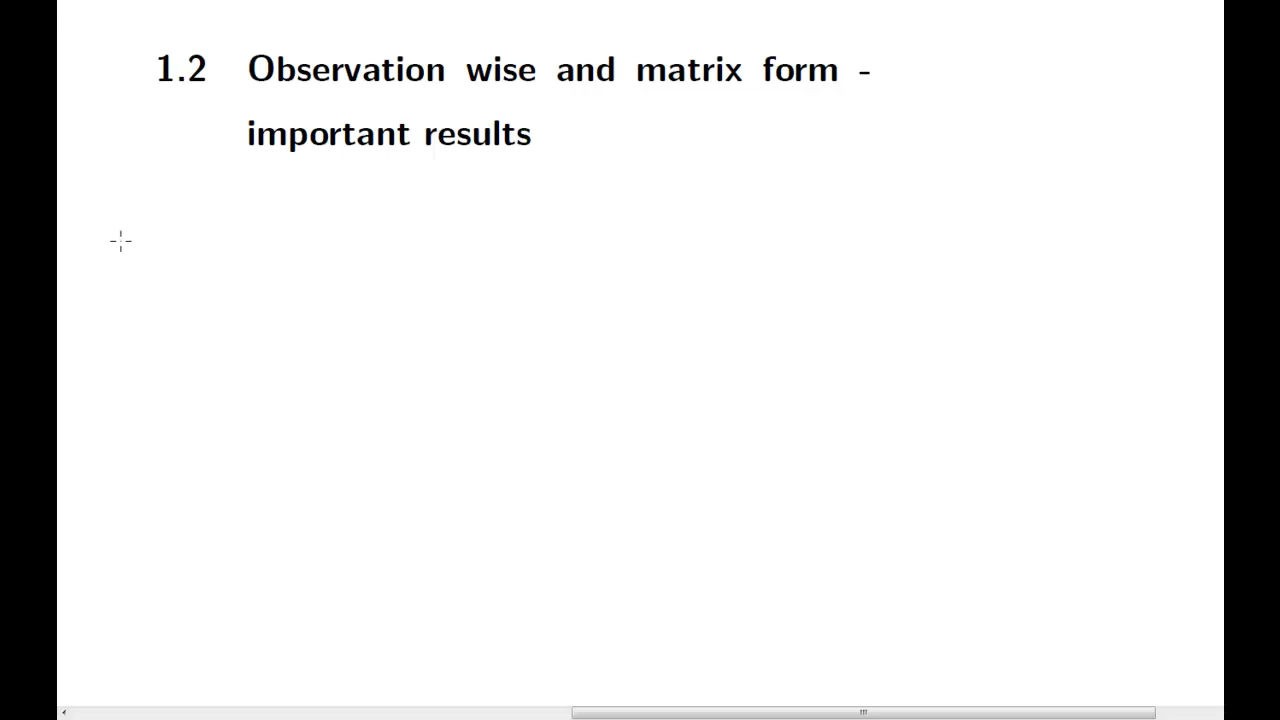 1.2 Observation wise and matrix form -
important results